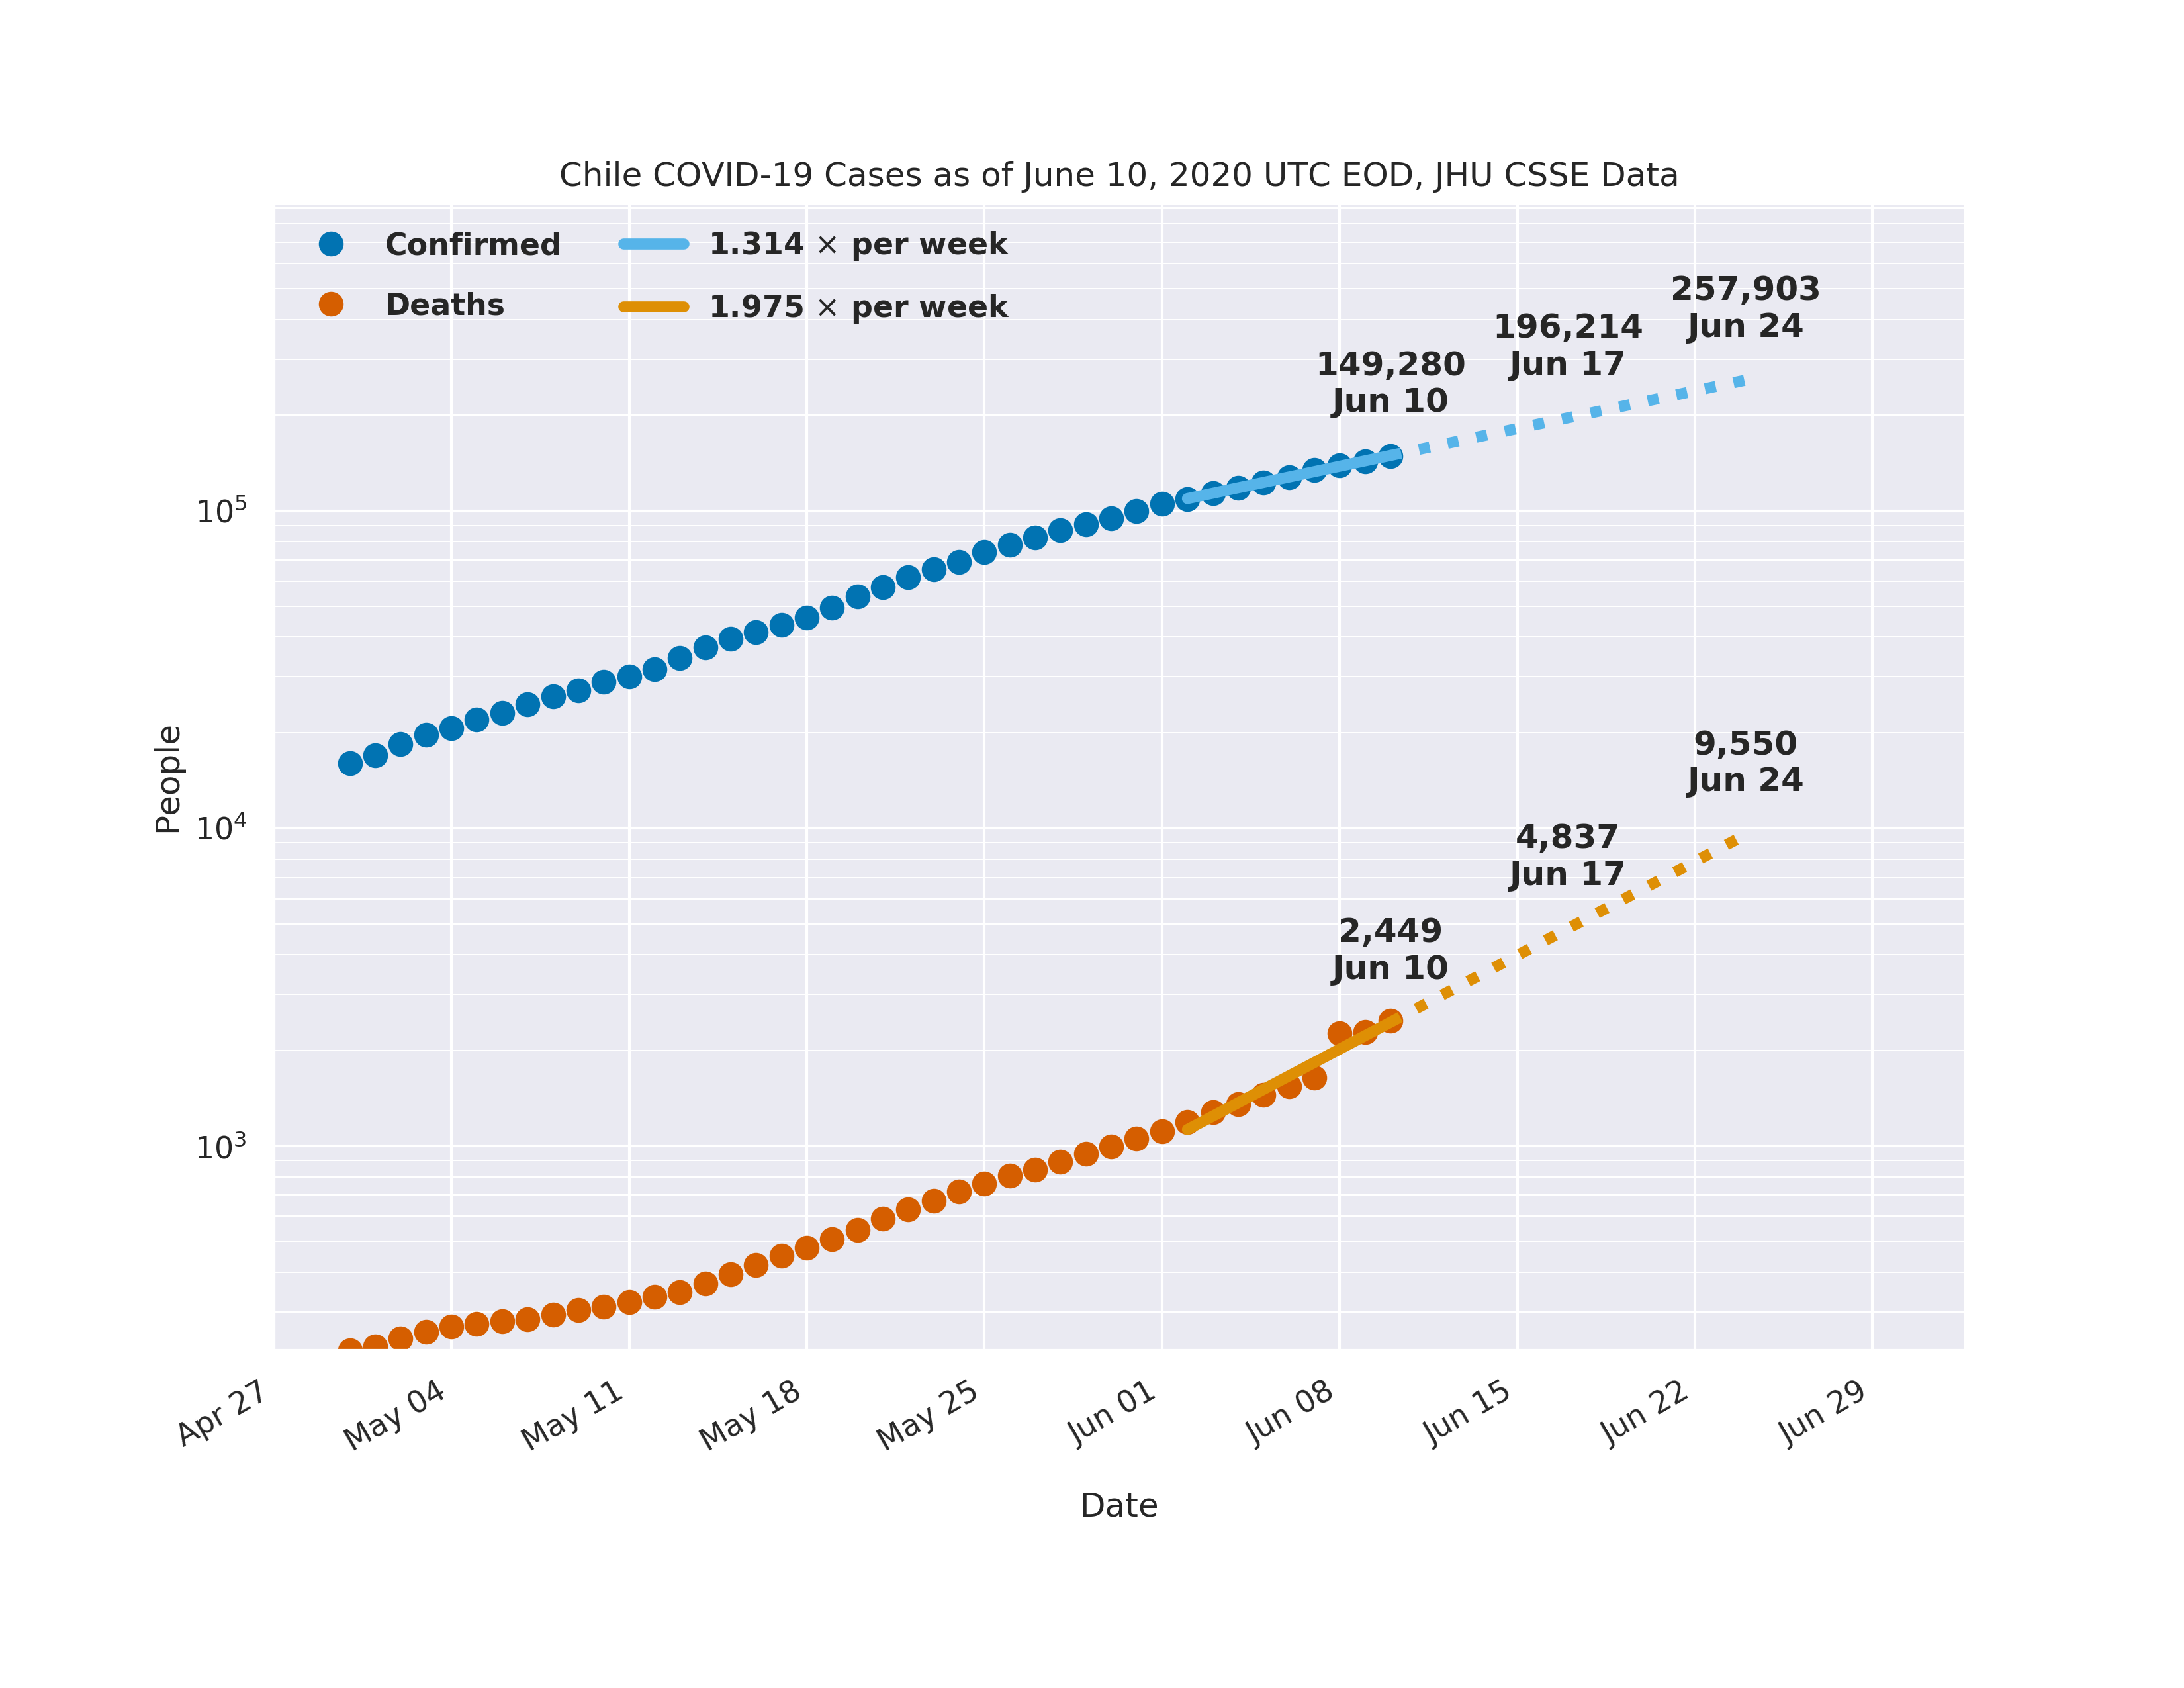 Chile COVID-19 Cases as of June 10, 2020 UTC EOD, JHU CSSE Data
Confirmed
Deaths
1.314 × per week
1.975 × per week
257,903
Jun 24
196,214
Jun 17
149,280
Jun 10
9,550
Jun 24
4,837
Jun 17
2,449
Jun 10
People
10⁵
10⁴
10³
Apr 27
May 04
May 11
May 18
May 25
Jun 01
Jun 08
Jun 15
Jun 22
Jun 29
Date